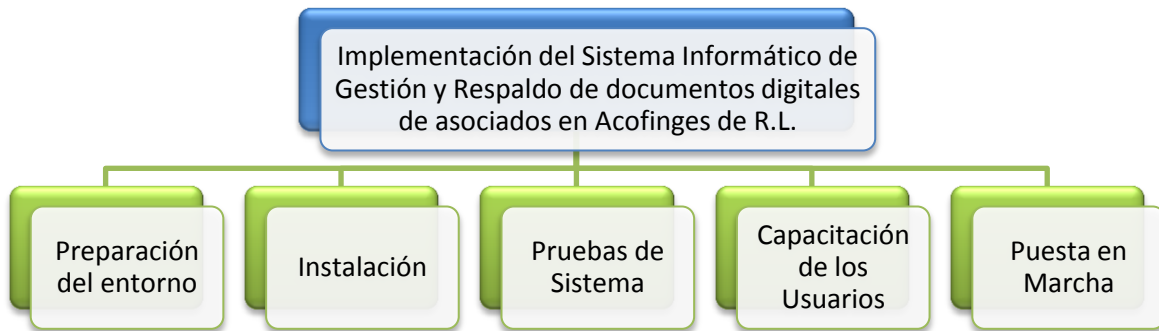 Implementación del Sistema Informático de
Gestión y Respaldo de documentos digitales
de asociados en Acofinges de R.L.
Preparación
del entorno
Instalación
Pruebas de
Sistema
Capacitación
de los
Usuarios
Puesta en
Marcha